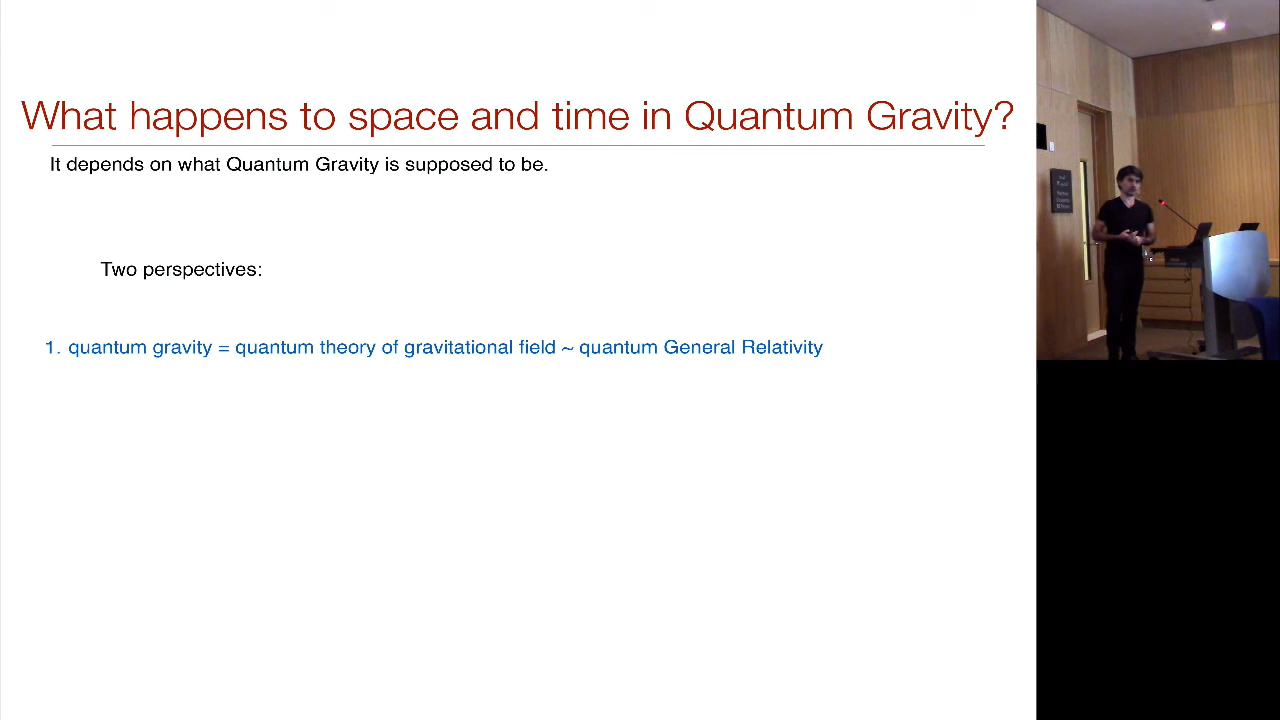 What happens to space and time in Quantum Gravity?
It depends on what Quantum Gravity is supposed to be.
Two perspectives:
1. quantum gravity = quantum theory of gravitational field ~ quantum General Relativity